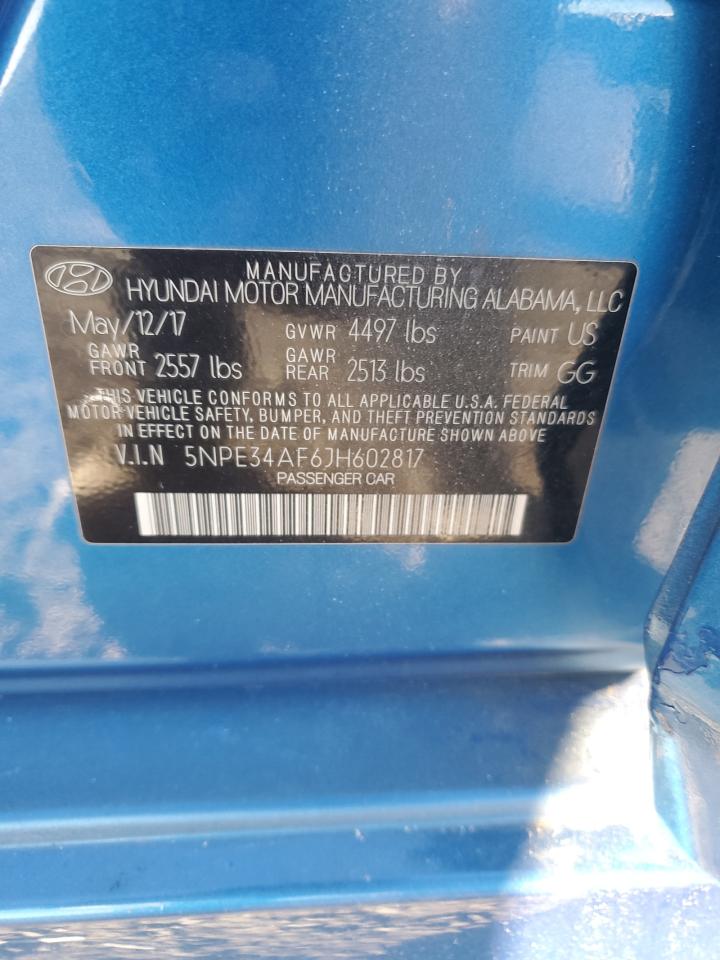 MANUFACTURED BY
HYUNDAI MOTOR MANUFACTURING ALABAMA, LLC
May/12/17 GVWR 4497 lbs PAINT US
GAWR FRONT 2557 lbs GAWR REAR 2513 lbs TRIM GG
THIS VEHICLE CONFORMS TO ALL APPLICABLE U.S.A. FEDERAL
MOTOR VEHICLE SAFETY, BUMPER, AND THEFT PREVENTION STANDARDS
IN EFFECT ON THE DATE OF MANUFACTURE SHOWN ABOVE.
V.I.N 5NPE34AF6JH602817
PASSENGER CAR